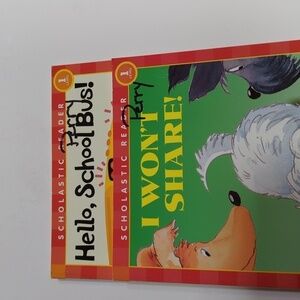 SCHOLASTIC READER
1
Perry
Hello, School Bus!
SCHOLASTIC READER
1
Perry
I WON'T
SHARE!